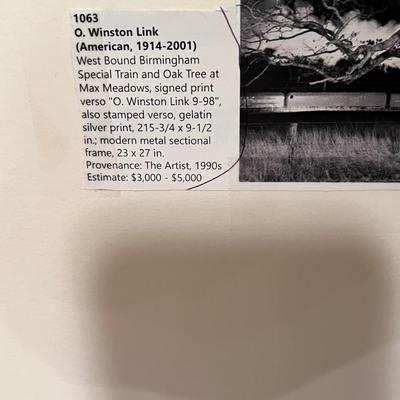 1063
O. Winston Link
(American, 1914-2001)
West Bound Birmingham
Special Train and Oak Tree at
Max Meadows, signed print
verso "O. Winston Link 9-98",
also stamped verso, gelatin
silver print, 215-3/4 x 9-1/2
in.; modern metal sectional
frame, 23 x 27 in.
Provenance: The Artist, 1990s
Estimate: $3,000 - $5,000